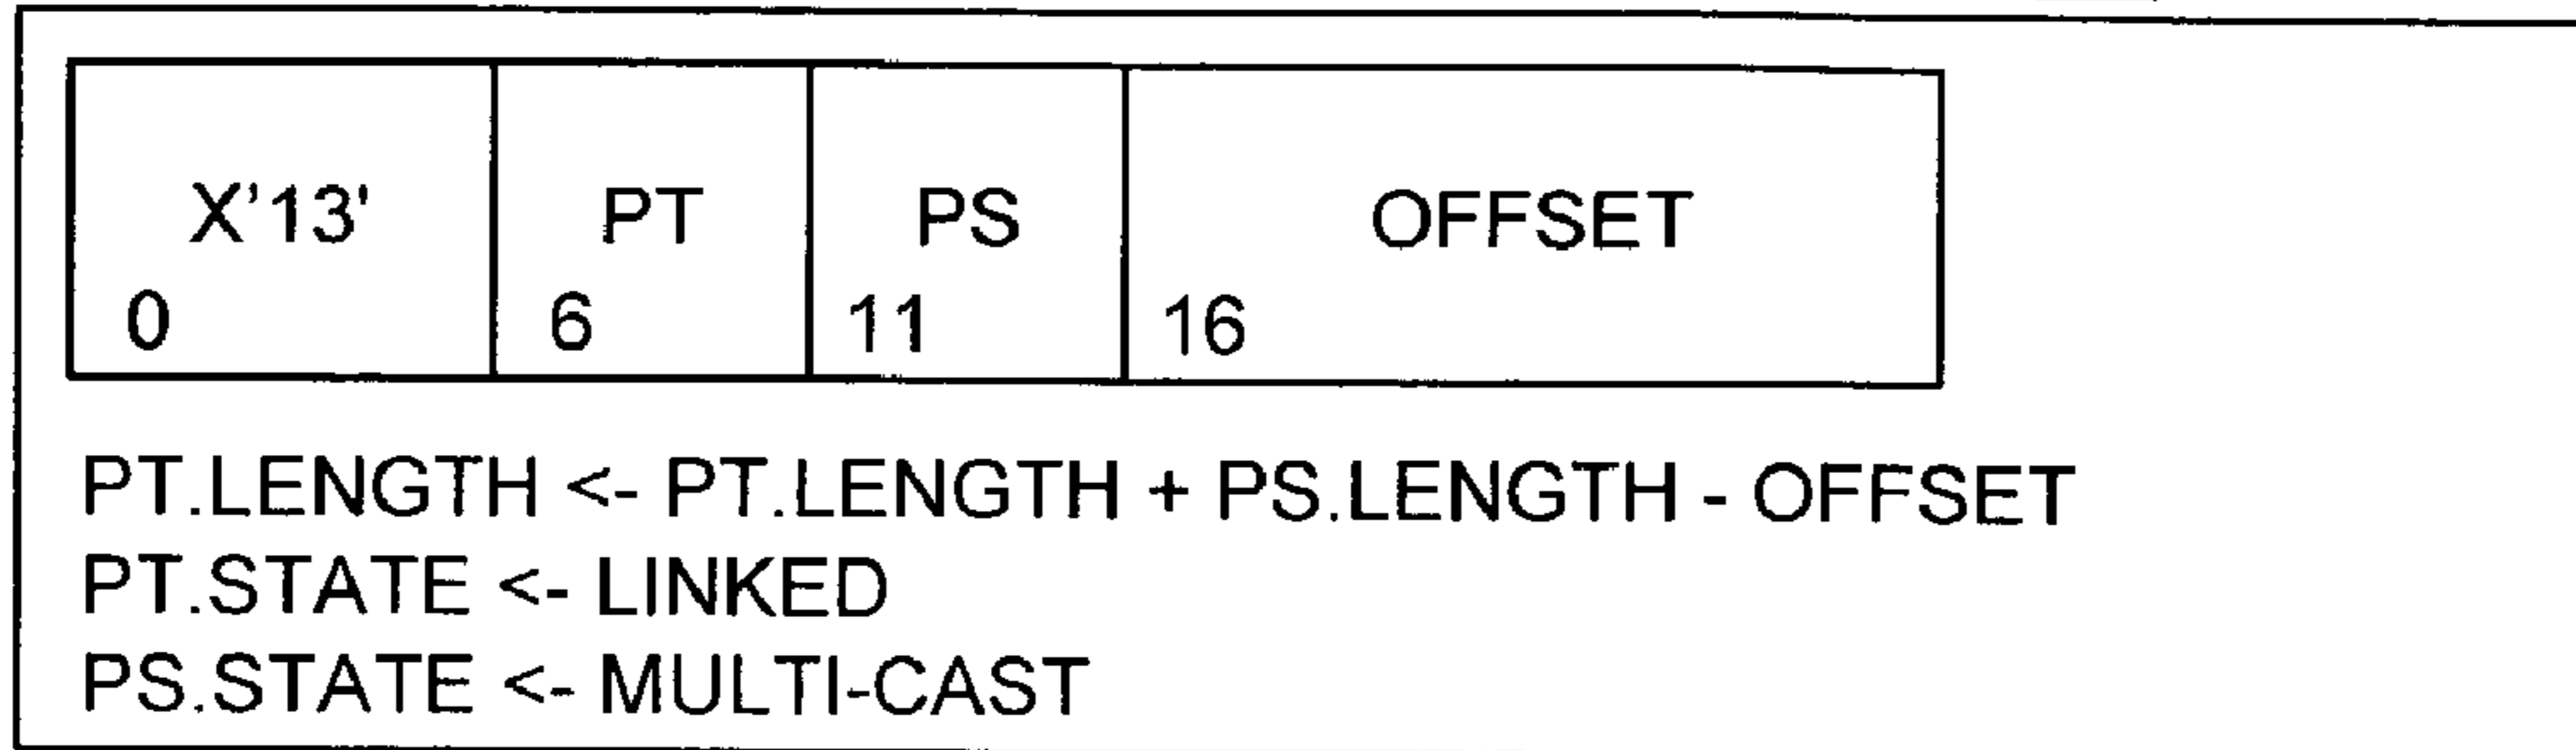 X'13' PT PS OFFSET
0 6 11 16
PT.LENGTH <- PT.LENGTH + PS.LENGTH - OFFSET
PT.STATE <- LINKED
PS.STATE <- MULTI-CAST